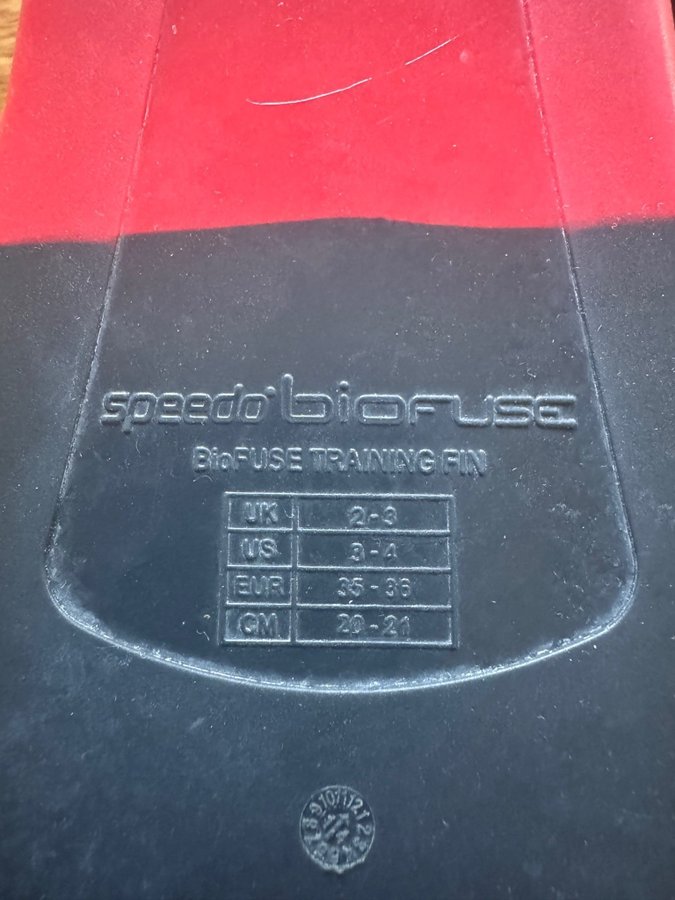 speedo biofuse
BioFUSE TRAINING FIN
UK 2-3
US 3-4
EUR 35-36
CM 20-21